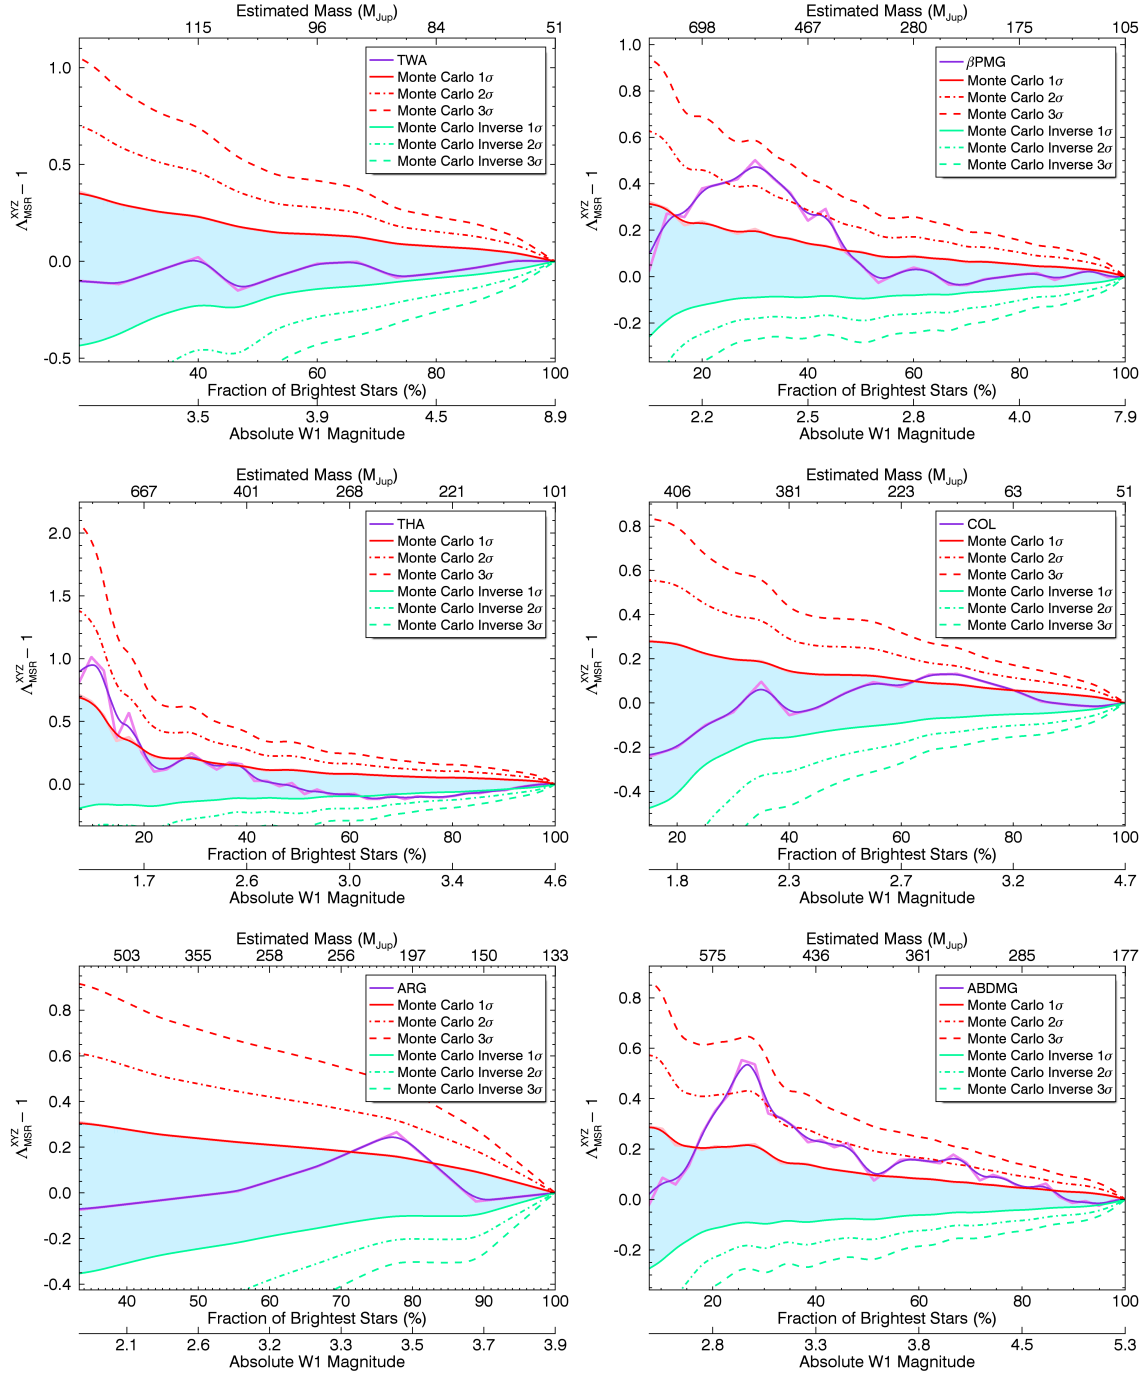 Estimated Mass (M_Jup)
115 96 84 51
1.0
0.5
0.0
-0.5
Λ_MSR^XYZ − 1
TWA
Monte Carlo 1σ
Monte Carlo 2σ
Monte Carlo 3σ
Monte Carlo Inverse 1σ
Monte Carlo Inverse 2σ
Monte Carlo Inverse 3σ
40 60 80 100
Fraction of Brightest Stars (%)
3.5 3.9 4.5 8.9
Absolute W1 Magnitude
Estimated Mass (M_Jup)
698 467 280 175 105
1.0
0.8
0.6
0.4
0.2
0.0
-0.2
Λ_MSR^XYZ − 1
βPMG
Monte Carlo 1σ
Monte Carlo 2σ
Monte Carlo 3σ
Monte Carlo Inverse 1σ
Monte Carlo Inverse 2σ
Monte Carlo Inverse 3σ
20 40 60 80 100
Fraction of Brightest Stars (%)
2.2 2.5 2.8 4.0 7.9
Absolute W1 Magnitude
Estimated Mass (M_Jup)
667 401 268 221 101
2.0
1.5
1.0
0.5
0.0
Λ_MSR^XYZ − 1
THA
Monte Carlo 1σ
Monte Carlo 2σ
Monte Carlo 3σ
Monte Carlo Inverse 1σ
Monte Carlo Inverse 2σ
Monte Carlo Inverse 3σ
20 40 60 80 100
Fraction of Brightest Stars (%)
1.7 2.6 3.0 3.4 4.6
Absolute W1 Magnitude
Estimated Mass (M_Jup)
406 381 223 63 51
0.8
0.6
0.4
0.2
0.0
-0.2
-0.4
Λ_MSR^XYZ − 1
COL
Monte Carlo 1σ
Monte Carlo 2σ
Monte Carlo 3σ
Monte Carlo Inverse 1σ
Monte Carlo Inverse 2σ
Monte Carlo Inverse 3σ
20 40 60 80 100
Fraction of Brightest Stars (%)
1.8 2.3 2.7 3.2 4.7
Absolute W1 Magnitude
Estimated Mass (M_Jup)
503 355 258 256 197 150 133
0.8
0.6
0.4
0.2
0.0
-0.2
-0.4
Λ_MSR^XYZ − 1
ARG
Monte Carlo 1σ
Monte Carlo 2σ
Monte Carlo 3σ
Monte Carlo Inverse 1σ
Monte Carlo Inverse 2σ
Monte Carlo Inverse 3σ
40 50 60 70 80 90 100
Fraction of Brightest Stars (%)
2.1 2.6 3.2 3.3 3.5 3.7 3.9
Absolute W1 Magnitude
Estimated Mass (M_Jup)
575 436 361 285 177
0.8
0.6
0.4
0.2
0.0
-0.2
Λ_MSR^XYZ − 1
ABDMG
Monte Carlo 1σ
Monte Carlo 2σ
Monte Carlo 3σ
Monte Carlo Inverse 1σ
Monte Carlo Inverse 2σ
Monte Carlo Inverse 3σ
20 40 60 80 100
Fraction of Brightest Stars (%)
2.8 3.3 3.8 4.5 5.3
Absolute W1 Magnitude